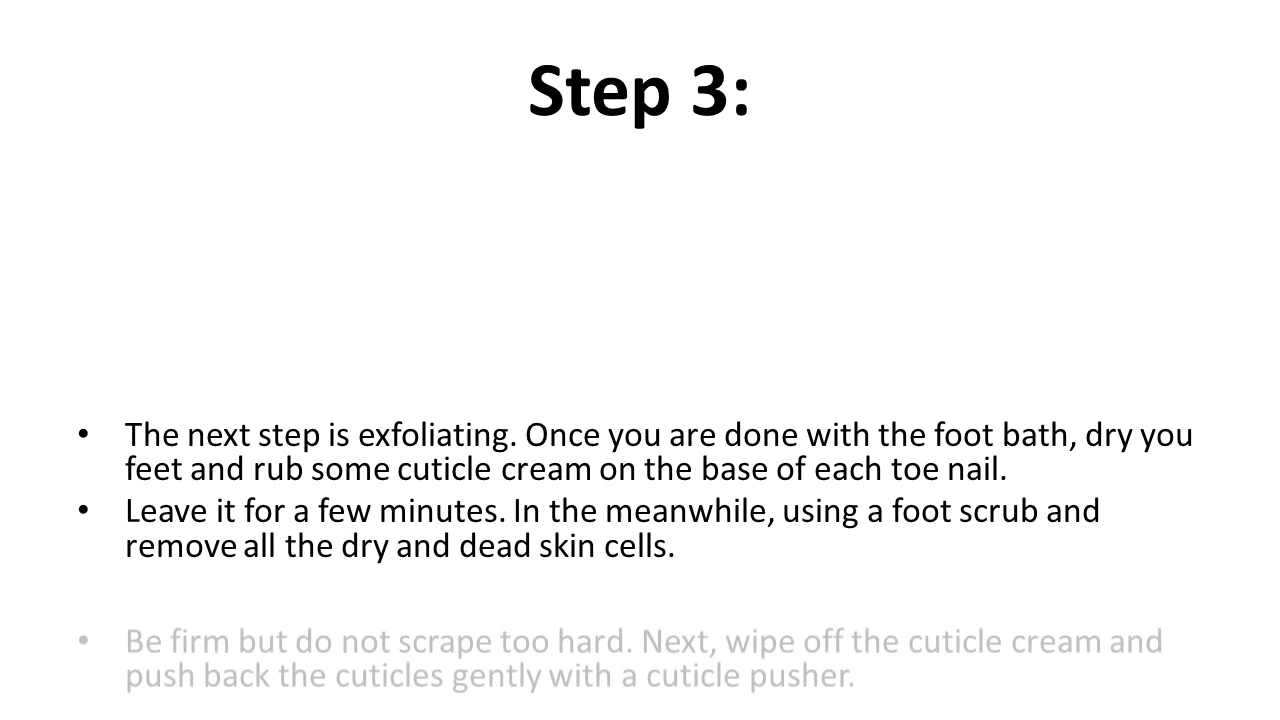 Step 3:
• The next step is exfoliating. Once you are done with the foot bath, dry you
feet and rub some cuticle cream on the base of each toe nail.
• Leave it for a few minutes. In the meanwhile, using a foot scrub and
remove all the dry and dead skin cells.
• Be firm but do not scrape too hard. Next, wipe off the cuticle cream and
push back the cuticles gently with a cuticle pusher.